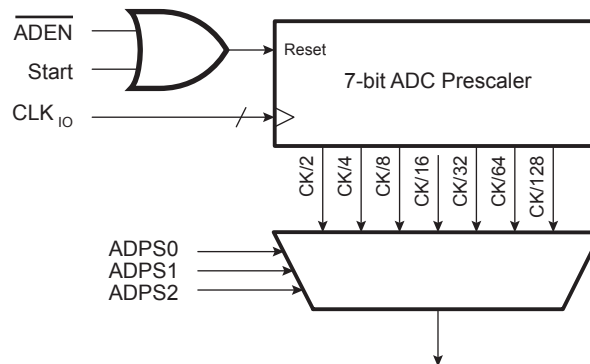 ADEN
Start
CLK IO
Reset
7-bit ADC Prescaler
CK/2
CK/4
CK/8
CK/16
CK/32
CK/64
CK/128
ADPS0
ADPS1
ADPS2